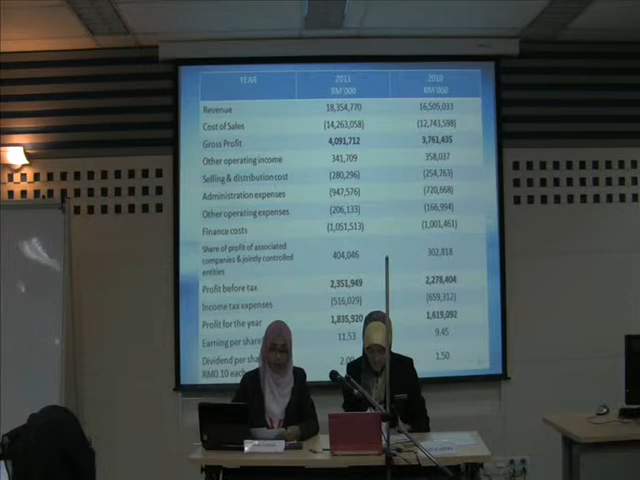 YEAR 2011 RM'000 2010 RM'000
Revenue 18,354,770 16,505,033
Cost of Sales (14,263,058) (12,743,598)
Gross Profit 4,091,712 3,761,435
Other operating income 341,709 358,037
Selling & distribution cost (280,296) (254,763)
Administration expenses (947,576) (720,668)
Other operating expenses (206,133) (166,994)
Finance costs (1,051,513) (1,001,461)
Share of profit of associated
companies & jointly controlled 404,046 302,818
entities
Profit before tax 2,351,949 2,278,404
Income tax expenses (516,029) (659,312)
Profit for the year 1,835,920 1,619,092
Earning per share 11.53 9.45
Dividend per sha 2.00 1.50
RM0.10 each